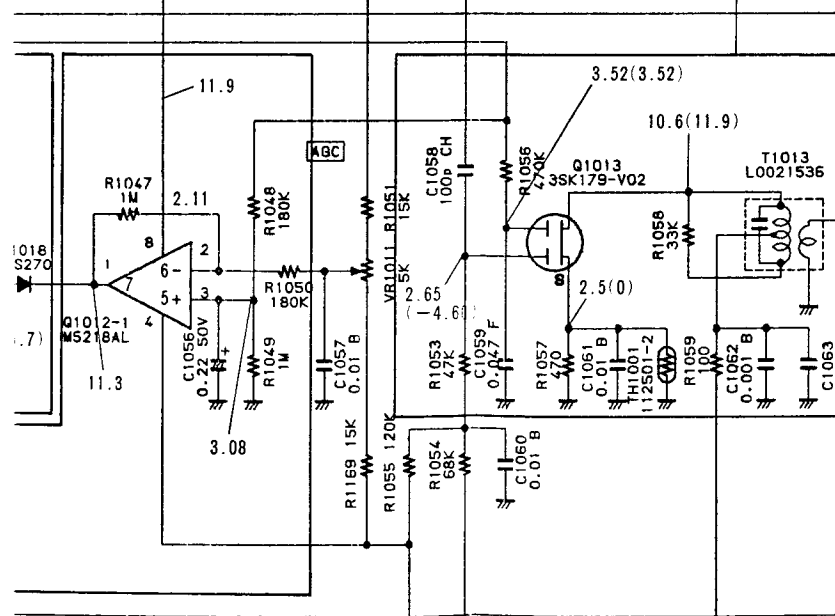 11.9
3.52(3.52)
10.6(11.9)
AGC
C1058
100p CH
R1056
470K
Q1013
3SK179-V02
T1013
L0021536
R1047
1M
2.11
R1048
180K
R1051
15K
R1058
33K
1018
S270
8
2
1
7
6-
5+
3
4
R1050
180K
VR1011
5K
S
2.65
2.5(0)
.7)
Q1012-1
M5218AL
C1056
0.22 50V
+
R1049
1M
C1057
0.01 B
R1053
47K
C1059
0.047 F
R1057
470
C1061
0.01 B
TH1001
112501-2
R1059
100
C1062
0.001 B
C1063
11.3
3.08
R1169 15K
R1055 120K
R1054
68K
C1060
0.01 B